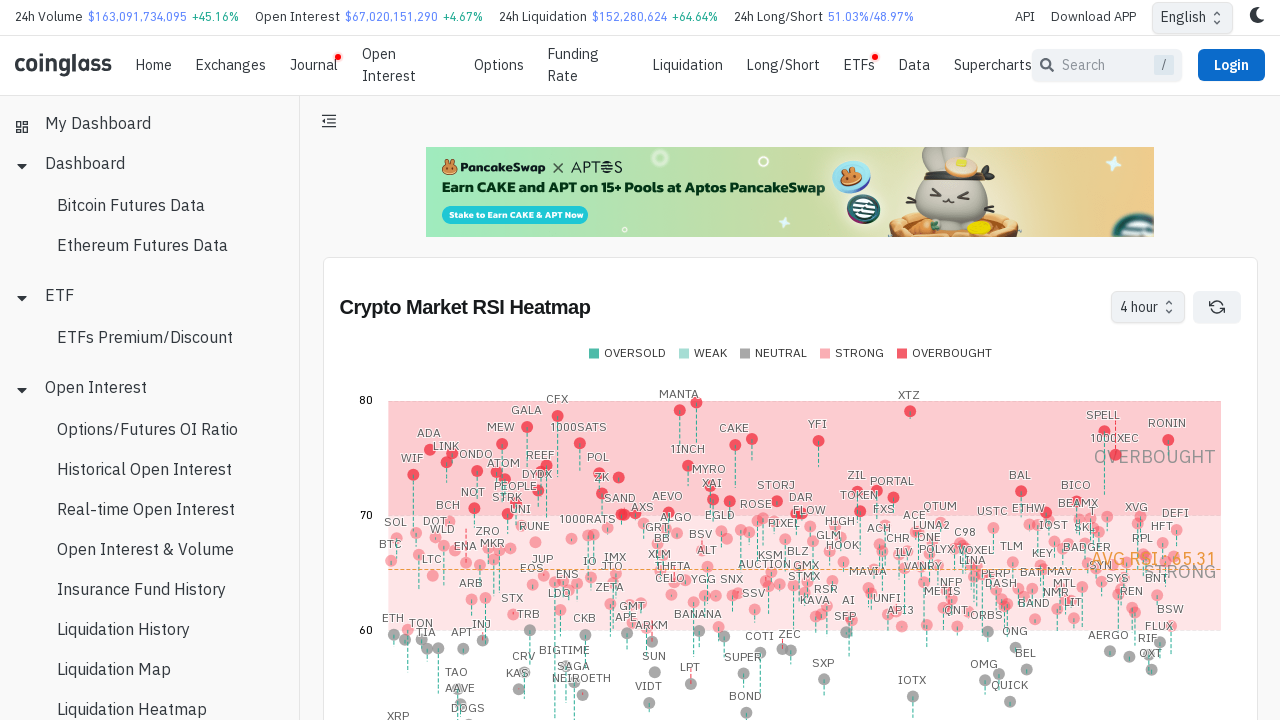 24h Volume $163,091,734,095 +45.16% Open Interest $67,020,151,290 +4.67% 24h Liquidation $152,280,624 +64.64% 24h Long/Short 51.03%/48.97% API Download APP English
coinglass Home Exchanges Journal Open Interest Options Funding Rate Liquidation Long/Short ETFs Data Supercharts Search / Login
My Dashboard
Dashboard
Bitcoin Futures Data
Ethereum Futures Data
ETF
ETFs Premium/Discount
Open Interest
Options/Futures OI Ratio
Historical Open Interest
Real-time Open Interest
Open Interest & Volume
Insurance Fund History
Liquidation History
Liquidation Map
Liquidation Heatmap
PancakeSwap × APTOS
Earn CAKE and APT on 15+ Pools at Aptos PancakeSwap
Stake to Earn CAKE & APT Now
Crypto Market RSI Heatmap
4 hour
OVERSOLD WEAK NEUTRAL STRONG OVERBOUGHT
80
CFX MANTA XTZ
GALA SPELL
ADA MEW 1000SATS CAKE YFI 1000XEC RONIN
LINK 1INCH
WIF ONDO ATOM REEF POL OVERBOUGHT
DYDX ZK MYRO ZIL BAL
NOT PEOPLE XAI STORJ PORTAL BICO
STRK SAND AEVO DAR TOKEN
BCH UNI AXS ROSE FLOW FXS QTUM ETHW BEAMX XVG
70
SOL DOT 1000RATS ALGO EGLD HIGH ACE USTC DEFI
WLD RUNE GRT PIXEL ACH LUNA2 IOST SKL HFT
ZRO BB BSV GLM CHR DNE C98 RPL
BTC ENA MKR ALT BLZ HOOK ILV POLYX VOXEL TLM KEY BADGER
LTC JUP IO IMX XLM KSM LINA AVG RSI: 65.31
EOS JTO THETA AUCTION GMX MAVIA VANRY PERP BAT MAV SYN STRONG
ARB ENS CELO YGG SNX STMX NFP DASH MTL SYS BNT
STX LDO ZETA SSV RSR METIS NMR REN
GMT KAVA AI UNFI BAND LIT
ETH TRB CKB APE BANANA SFP API3 CNT ORBS BSW
60
TON INJ ARKM FLUX
TIA APT COTI ZEC ONG AERGO RIF
CRV BIGTIME SUN SUPER SXP BEL OXT
TAO KAS SAGA LPT OMG
AAVE NEIROETH VIDT IOTX QUICK
DOGS BOND
XRP